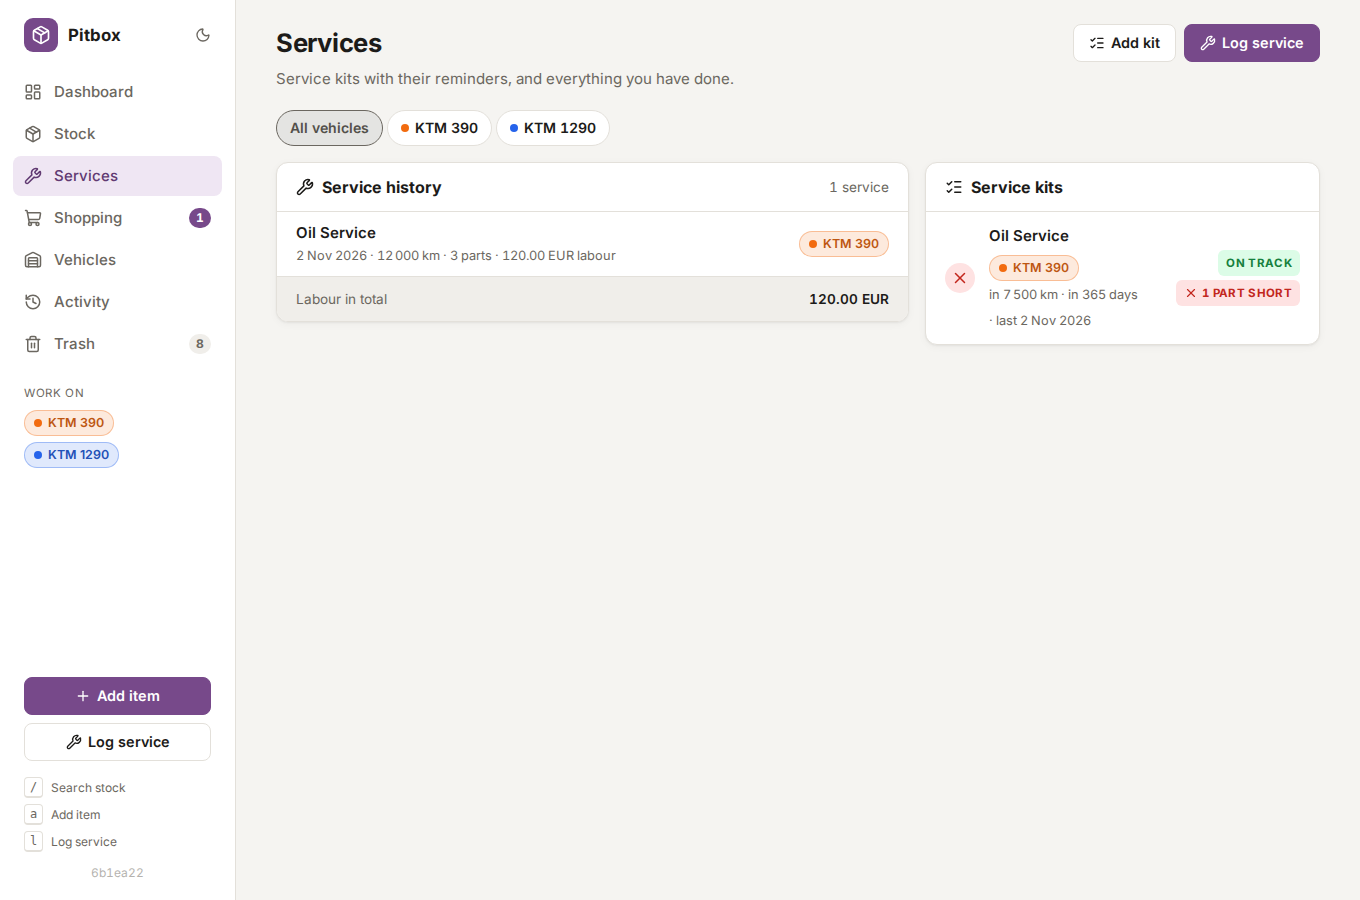 Pitbox
Dashboard
Stock
Services
Shopping 1
Vehicles
Activity
Trash 8
WORK ON
KTM 390
KTM 1290
Add item
Log service
/ Search stock
a Add item
l Log service
6b1ea22
Services
Add kit
Log service
Service kits with their reminders, and everything you have done.
All vehicles
KTM 390
KTM 1290
Service history
1 service
Oil Service
2 Nov 2026 · 12 000 km · 3 parts · 120.00 EUR labour
KTM 390
Labour in total
120.00 EUR
Service kits
Oil Service
KTM 390
in 7 500 km · in 365 days
· last 2 Nov 2026
ON TRACK
1 PART SHORT